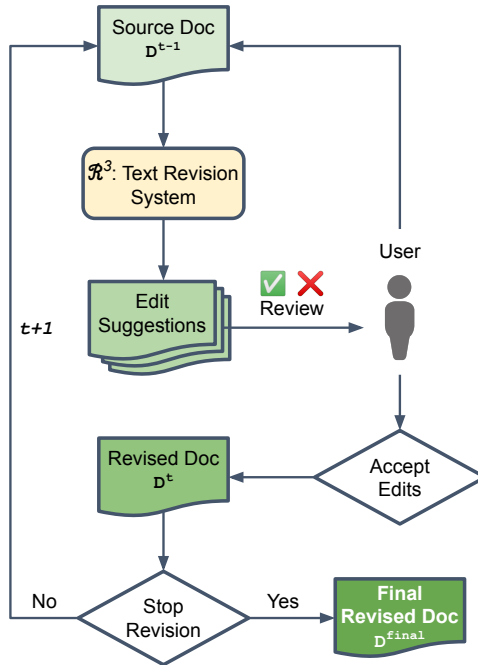 Source Doc
D^t-1
ℛ³: Text Revision
System
User
Edit
Suggestions
Review
t+1
Revised Doc
D^t
Accept
Edits
No
Stop
Revision
Yes
Final
Revised Doc
D^final